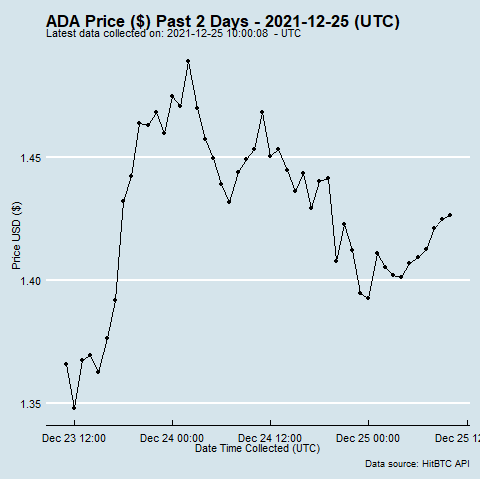 ADA Price ($) Past 2 Days - 2021-12-25 (UTC)
Latest data collected on: 2021-12-25 10:00:08 - UTC
Price USD ($)
1.45
1.40
1.35
Dec 23 12:00 Dec 24 00:00 Dec 24 12:00 Dec 25 00:00 Dec 25 12
Date Time Collected (UTC)
Data source: HitBTC API